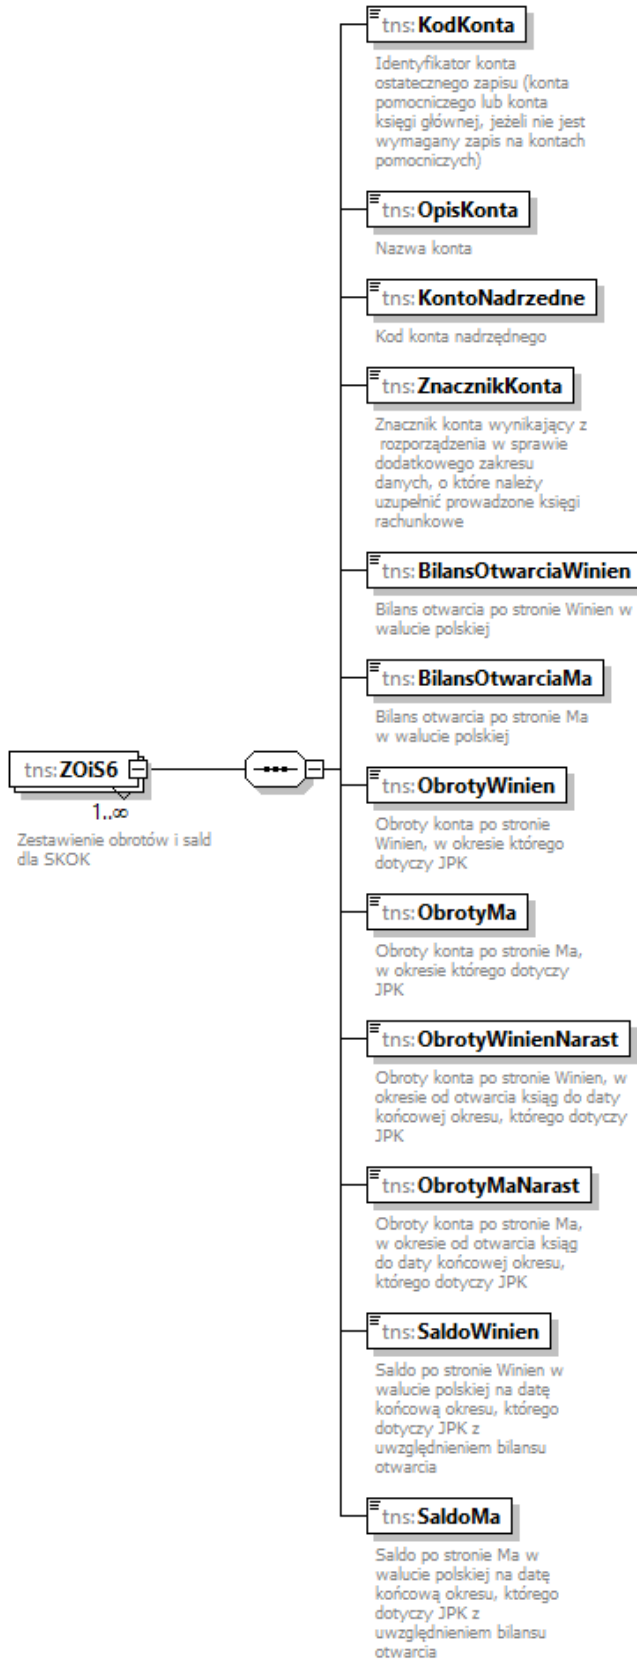 tns:KodKonta
Identyfikator konta
ostatecznego zapisu (konta
pomocniczego lub konta
księgi głównej, jeżeli nie jest
wymagany zapis na kontach
pomocniczych)
tns:OpisKonta
Nazwa konta
tns:KontoNadrzedne
Kod konta nadrzędnego
tns:ZnacznikKonta
Znacznik konta wynikający z
rozporządzenia w sprawie
dodatkowego zakresu
danych, o które należy
uzupełnić prowadzone księgi
rachunkowe
tns:BilansOtwarciaWinien
Bilans otwarcia po stronie Winien w
walucie polskiej
tns:BilansOtwarciaMa
Bilans otwarcia po stronie Ma
w walucie polskiej
tns:ZOiS6
1..∞
Zestawienie obrotów i sald
dla SKOK
tns:ObrotyWinien
Obroty konta po stronie
Winien, w okresie którego
dotyczy JPK
tns:ObrotyMa
Obroty konta po stronie Ma,
w okresie którego dotyczy
JPK
tns:ObrotyWinienNarast
Obroty konta po stronie Winien, w
okresie od otwarcia ksiąg do daty
końcowej okresu, którego dotyczy
JPK
tns:ObrotyMaNarast
Obroty konta po stronie Ma,
w okresie od otwarcia ksiąg
do daty końcowej okresu,
którego dotyczy JPK
tns:SaldoWinien
Saldo po stronie Winien w
walucie polskiej na datę
końcową okresu, którego
dotyczy JPK z
uwzględnieniem bilansu
otwarcia
tns:SaldoMa
Saldo po stronie Ma w
walucie polskiej na datę
końcową okresu, którego
dotyczy JPK z
uwzględnieniem bilansu
otwarcia